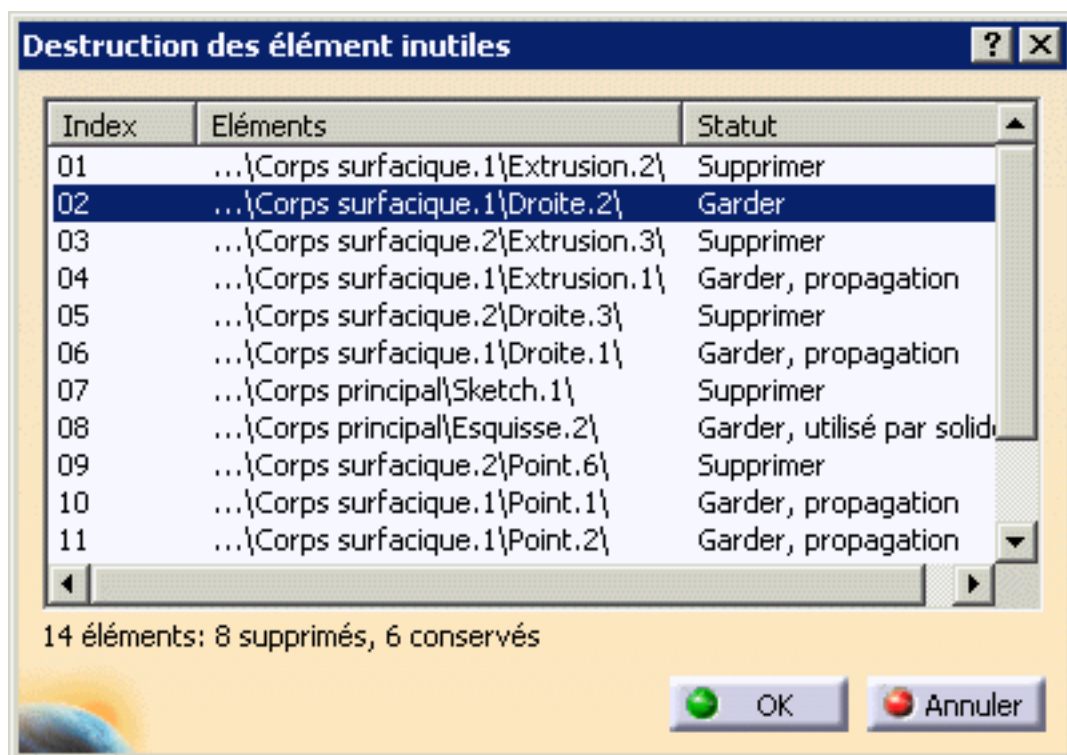 Destruction des élément inutiles
Index Eléments Statut
01 ...\Corps surfacique.1\Extrusion.2\ Supprimer
02 ...\Corps surfacique.1\Droite.2\ Garder
03 ...\Corps surfacique.2\Extrusion.3\ Supprimer
04 ...\Corps surfacique.1\Extrusion.1\ Garder, propagation
05 ...\Corps surfacique.2\Droite.3\ Supprimer
06 ...\Corps surfacique.1\Droite.1\ Garder, propagation
07 ...\Corps principal\Sketch.1\ Supprimer
08 ...\Corps principal\Esquisse.2\ Garder, utilisé par solid
09 ...\Corps surfacique.2\Point.6\ Supprimer
10 ...\Corps surfacique.1\Point.1\ Garder, propagation
11 ...\Corps surfacique.1\Point.2\ Garder, propagation
14 éléments: 8 supprimés, 6 conservés
OK Annuler